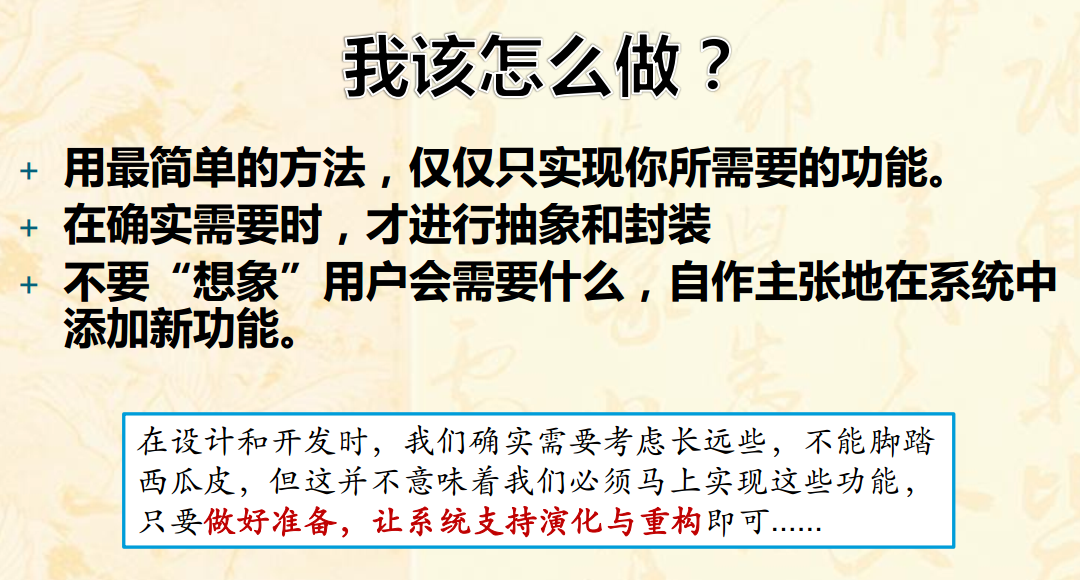 我该怎么做？
+ 用最简单的方法，仅仅只实现你所需要的功能。
+ 在确实需要时，才进行抽象和封装
+ 不要“想象”用户会需要什么，自作主张地在系统中
添加新功能。
在设计和开发时，我们确实需要考虑长远些，不能脚踏
西瓜皮，但这并不意味着我们必须马上实现这些功能，
只要做好准备，让系统支持演化与重构即可……